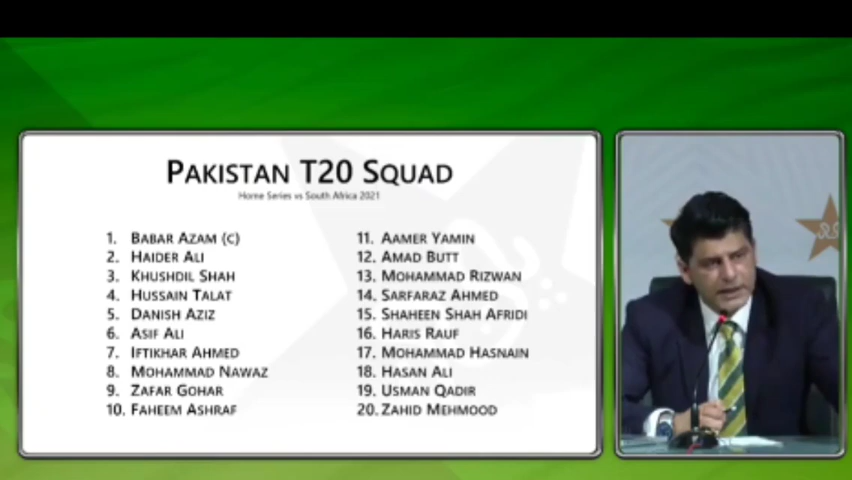 PAKISTAN T20 SQUAD
Home Series vs South Africa 2021
1. BABAR AZAM (C)
2. HAIDER ALI
3. KHUSHDIL SHAH
4. HUSSAIN TALAT
5. DANISH AZIZ
6. ASIF ALI
7. IFTIKHAR AHMED
8. MOHAMMAD NAWAZ
9. ZAFAR GOHAR
10. FAHEEM ASHRAF
11. AAMER YAMIN
12. AMAD BUTT
13. MOHAMMAD RIZWAN
14. SARFARAZ AHMED
15. SHAHEEN SHAH AFRIDI
16. HARIS RAUF
17. MOHAMMAD HASNAIN
18. HASAN ALI
19. USMAN QADIR
20. ZAHID MEHMOOD